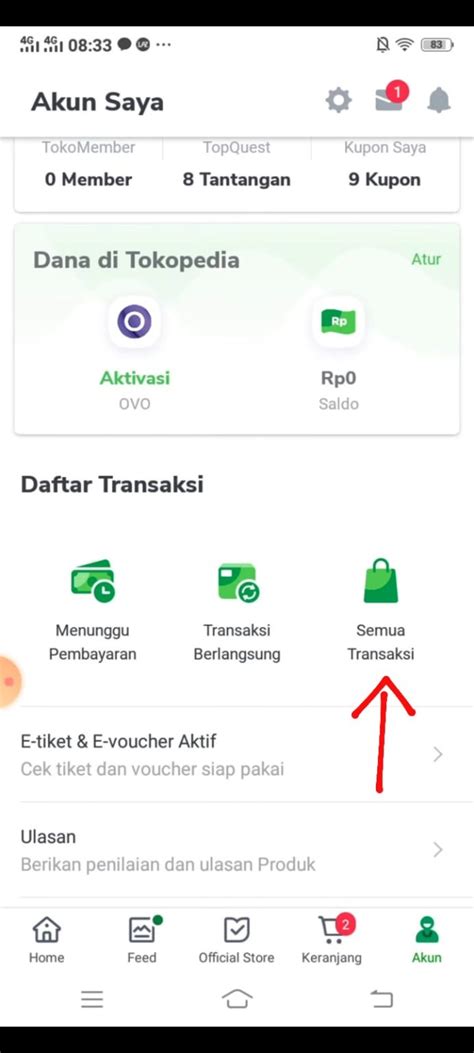 4G 4G 08:33 ... 83
Akun Saya 1
TokoMember TopQuest Kupon Saya
0 Member 8 Tantangan 9 Kupon
Dana di Tokopedia Atur
Rp
Aktivasi Rp0
OVO Saldo
Daftar Transaksi
Menunggu Transaksi Semua
Pembayaran Berlangsung Transaksi
E-tiket & E-voucher Aktif
Cek tiket dan voucher siap pakai
Ulasan
Berikan penilaian dan ulasan Produk
2
Home Feed Official Store Keranjang Akun